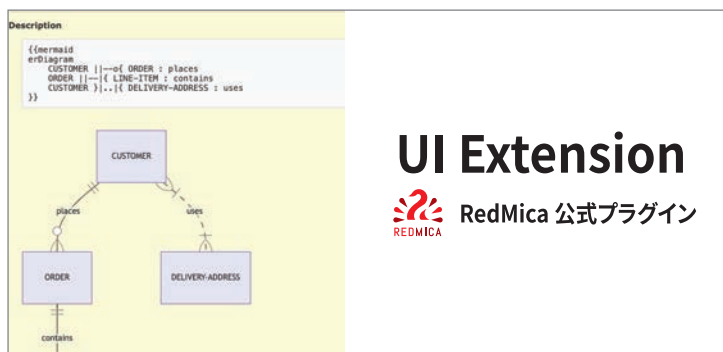 Description
{{mermaid
erDiagram
CUSTOMER ||--o{ ORDER : places
ORDER ||--|{ LINE-ITEM : contains
CUSTOMER }|..|{ DELIVERY-ADDRESS : uses
}}
CUSTOMER
places
uses
ORDER
DELIVERY-ADDRESS
contains
UI Extension
REDMICA
RedMica 公式プラグイン